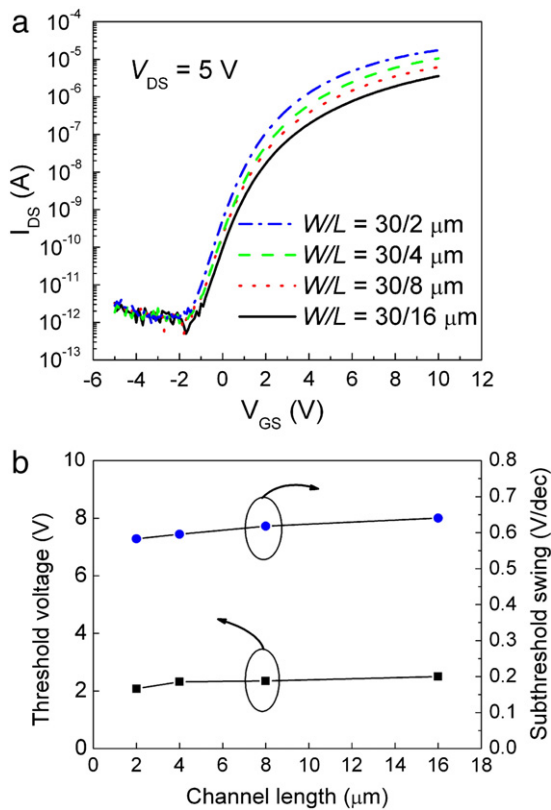 a
10⁻⁴
10⁻⁵
10⁻⁶
10⁻⁷
10⁻⁸
10⁻⁹
10⁻¹⁰
10⁻¹¹
10⁻¹²
10⁻¹³
I_DS (A)
V_DS = 5 V
W/L = 30/2 μm
W/L = 30/4 μm
W/L = 30/8 μm
W/L = 30/16 μm
-6 -4 -2 0 2 4 6 8 10 12
V_GS (V)
b
10
8
6
4
2
0
Threshold voltage (V)
0.8
0.7
0.6
0.5
0.4
0.3
0.2
0.1
0.0
Subthreshold swing (V/dec)
0 2 4 6 8 10 12 14 16 18
Channel length (μm)